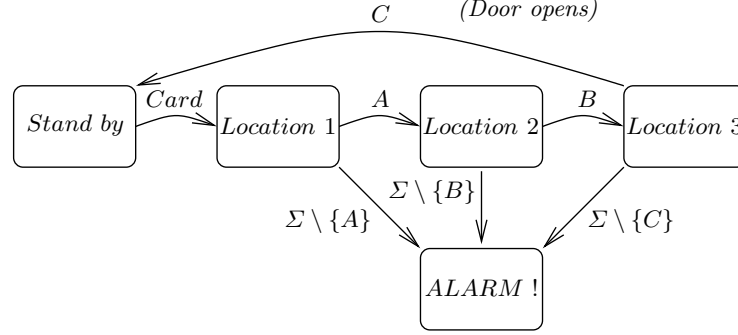 C (Door opens)
Card A B
Stand by Location 1 Location 2 Location 3
Σ \ {A} Σ \ {B} Σ \ {C}
ALARM !